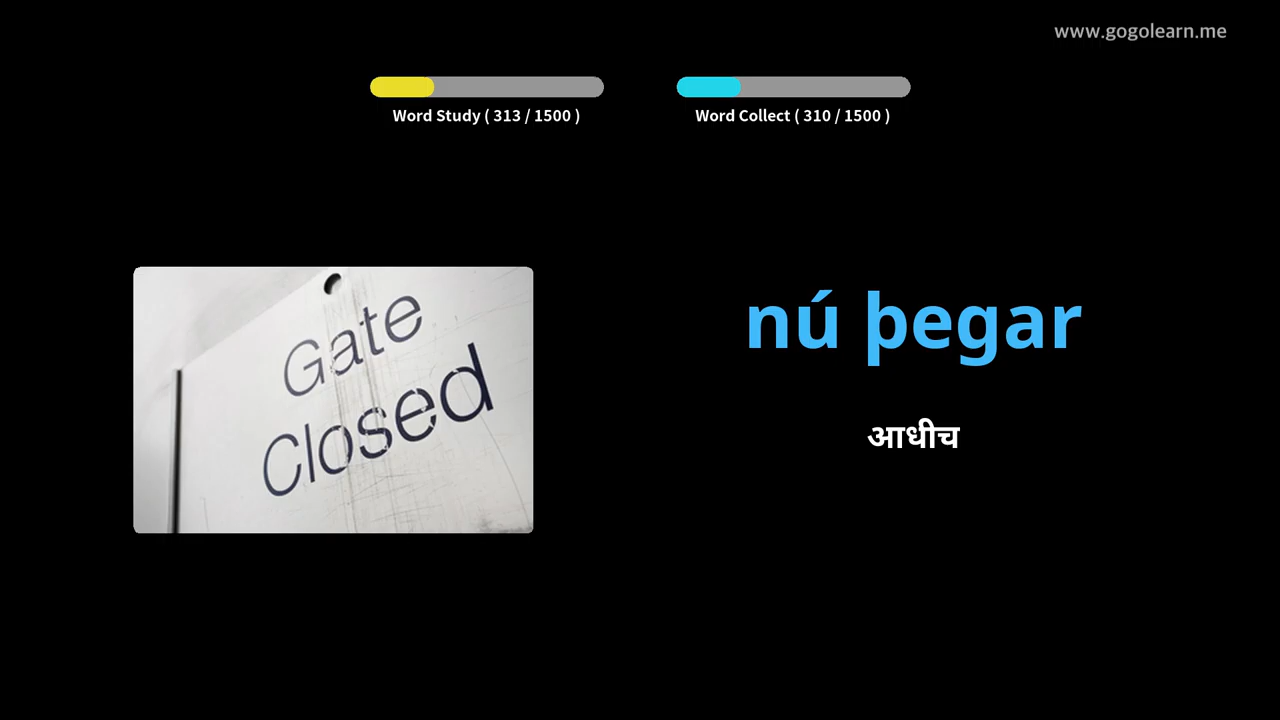 www.gogolearn.me
Word Study ( 313 / 1500 )
Word Collect ( 310 / 1500 )
Gate
Closed
nú þegar
आधीच